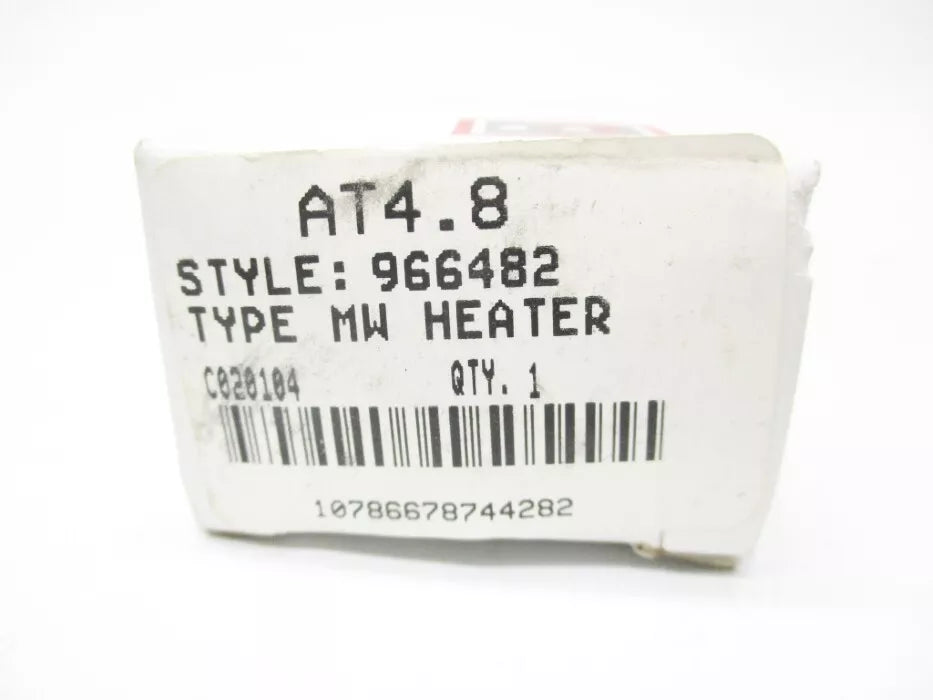 AT4.8
STYLE: 966482
TYPE MW HEATER
C020104 QTY. 1
10786678744282